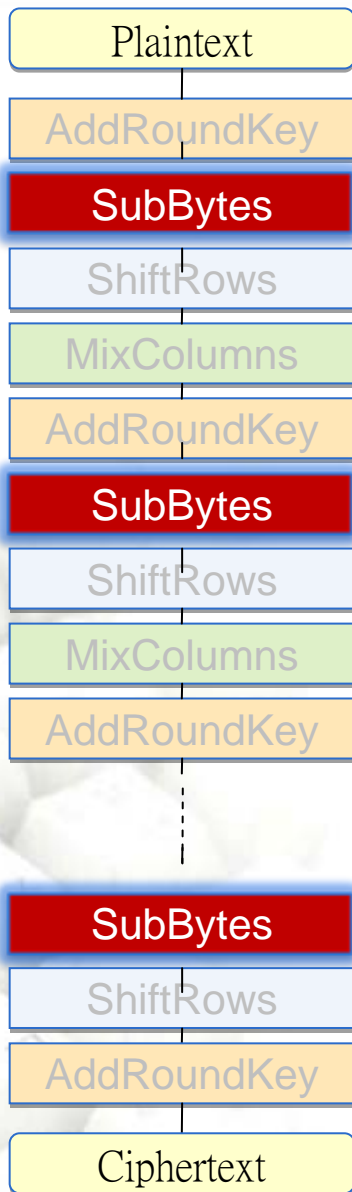 Plaintext
AddRoundKey
SubBytes
ShiftRows
MixColumns
AddRoundKey
SubBytes
ShiftRows
MixColumns
AddRoundKey
SubBytes
ShiftRows
AddRoundKey
Ciphertext